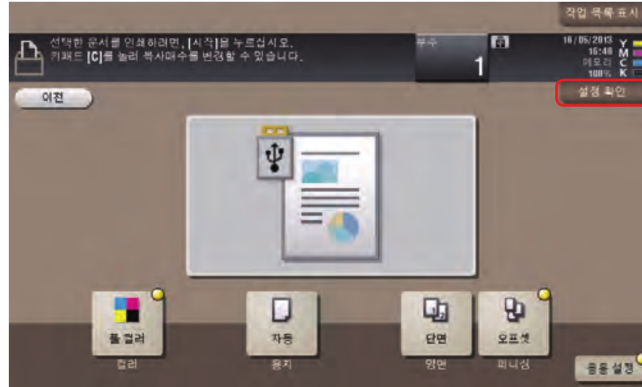 작업 목록 표시
선택한 문서를 인쇄하려면, [시작]을 누르십시오.
키패드 [C]를 눌러 복사매수를 변경할 수 있습니다.
부수
1
16/05/2013
15:48
메모리
100%
Y
M
C
K
설정 확인
이전
풀 컬러
자동
단면
오프셋
컬러
용지
양면
피니싱
응용 설정